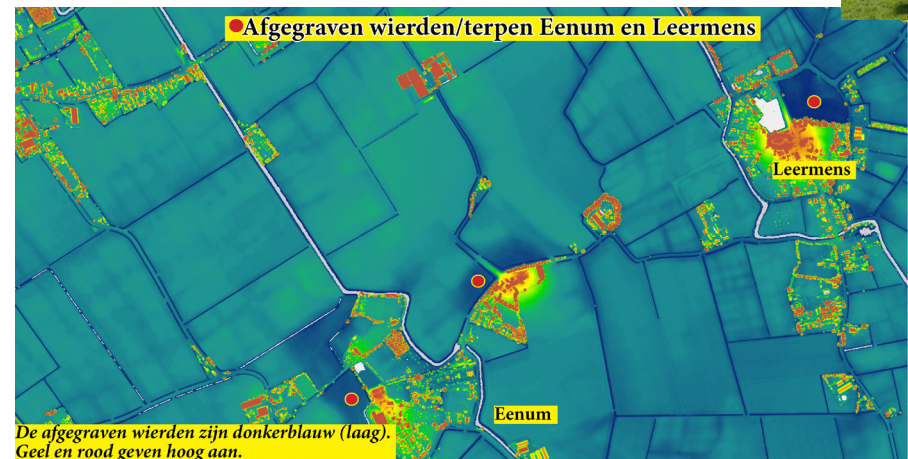 Afgegraven wierden/terpen Eenum en Leermens
Leermens
Eenum
De afgegraven wierden zijn donkerblauw (laag).
Geel en rood geven hoog aan.